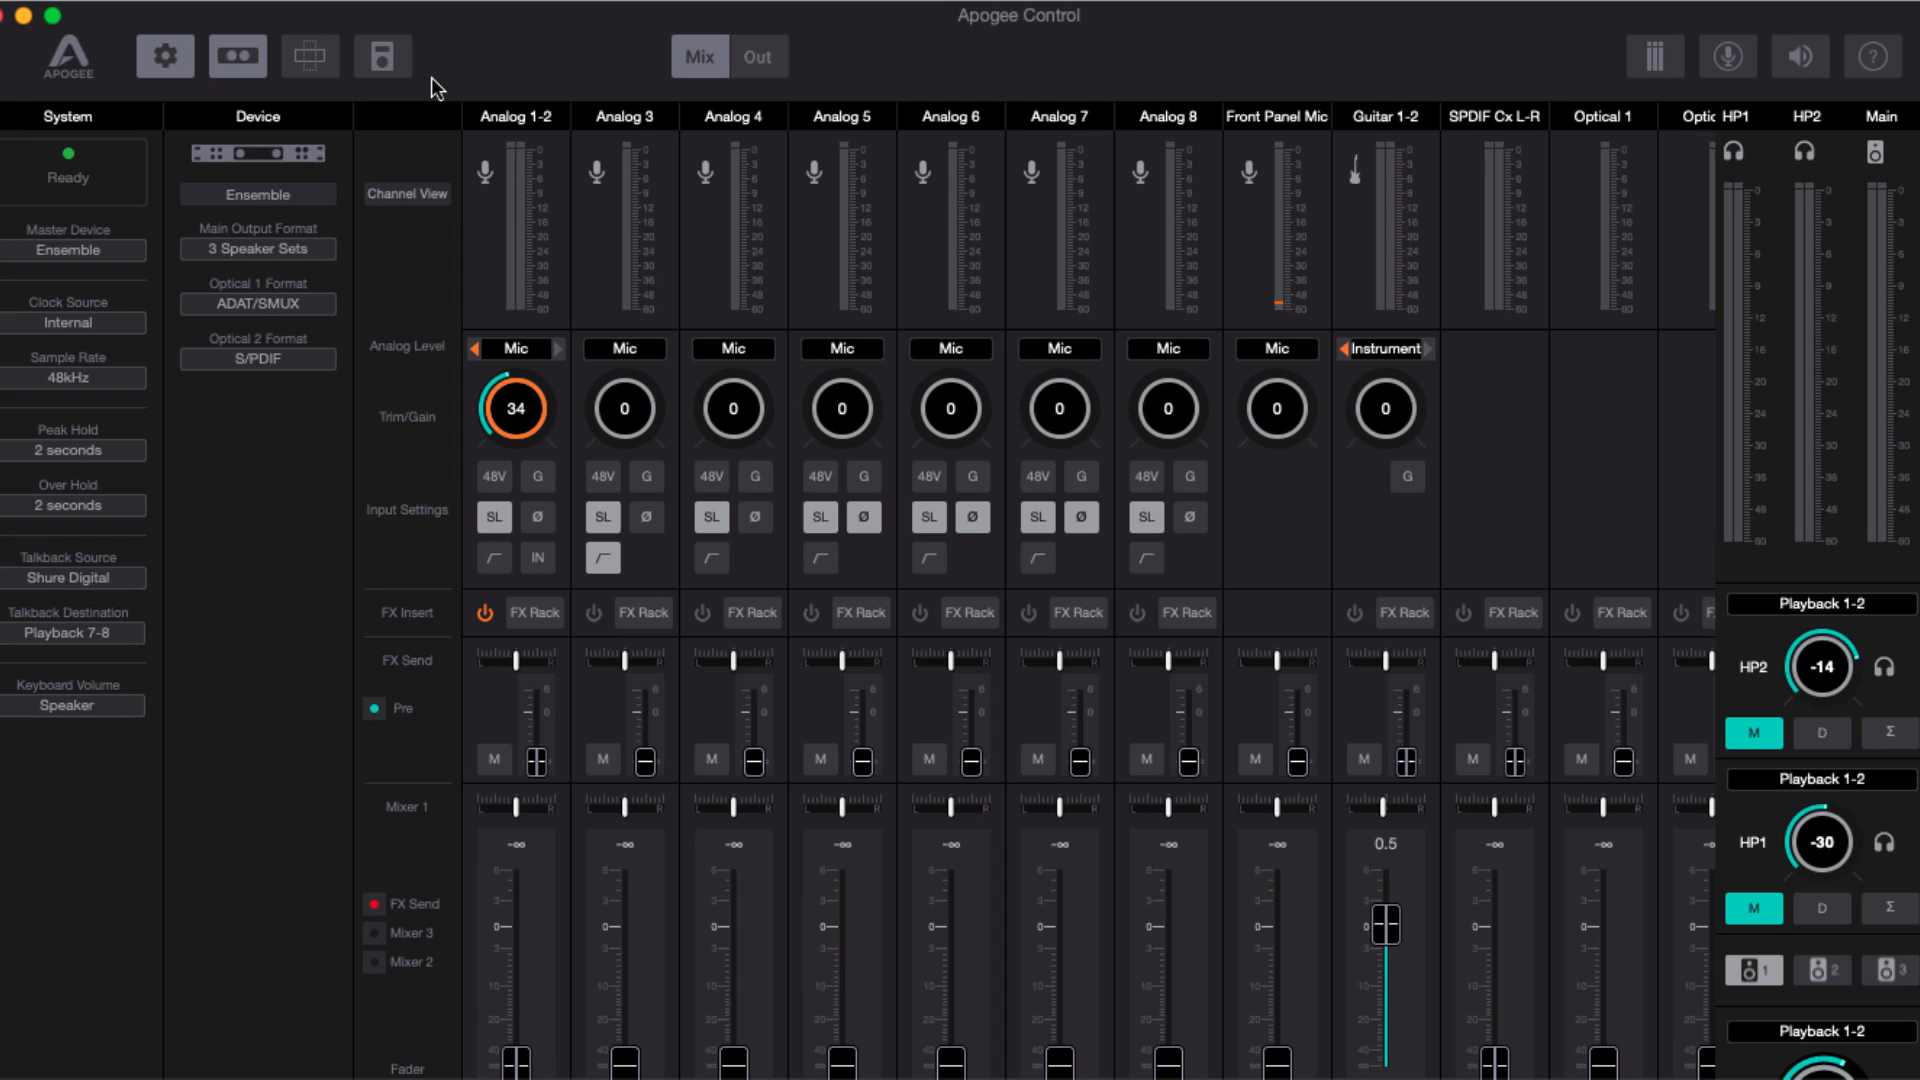 Apogee Control
APOGEE
Mix Out
System Device Analog 1-2 Analog 3 Analog 4 Analog 5 Analog 6 Analog 7 Analog 8 Front Panel Mic Guitar 1-2 SPDIF Cx L-R Optical 1 Optic HP1 HP2 Main
Ready
Ensemble
Channel View
Master Device
Ensemble
Main Output Format
3 Speaker Sets
Optical 1 Format
ADAT/SMUX
Clock Source
Internal
Optical 2 Format
S/PDIF
Sample Rate
48kHz
Peak Hold
2 seconds
Over Hold
2 seconds
Talkback Source
Shure Digital
Talkback Destination
Playback 7-8
Keyboard Volume
Speaker
Analog Level
Mic Mic Mic Mic Mic Mic Mic Mic Instrument
Trim/Gain
34 0 0 0 0 0 0 0 0
Input Settings
48V G 48V G 48V G 48V G 48V G 48V G 48V G G
SL Ø SL Ø SL Ø SL Ø SL Ø SL Ø SL Ø
IN
FX Insert
FX Rack FX Rack FX Rack FX Rack FX Rack FX Rack FX Rack FX Rack FX Rack FX Rack
FX Send
Pre
M M M M M M M M M M M M
Mixer 1
-∞ -∞ -∞ -∞ -∞ -∞ -∞ -∞ 0.5 -∞ -∞
FX Send
Mixer 3
Mixer 2
Fader
Playback 1-2
HP2 -14
M D Σ
Playback 1-2
HP1 -30
M D Σ
1 2 3
Playback 1-2